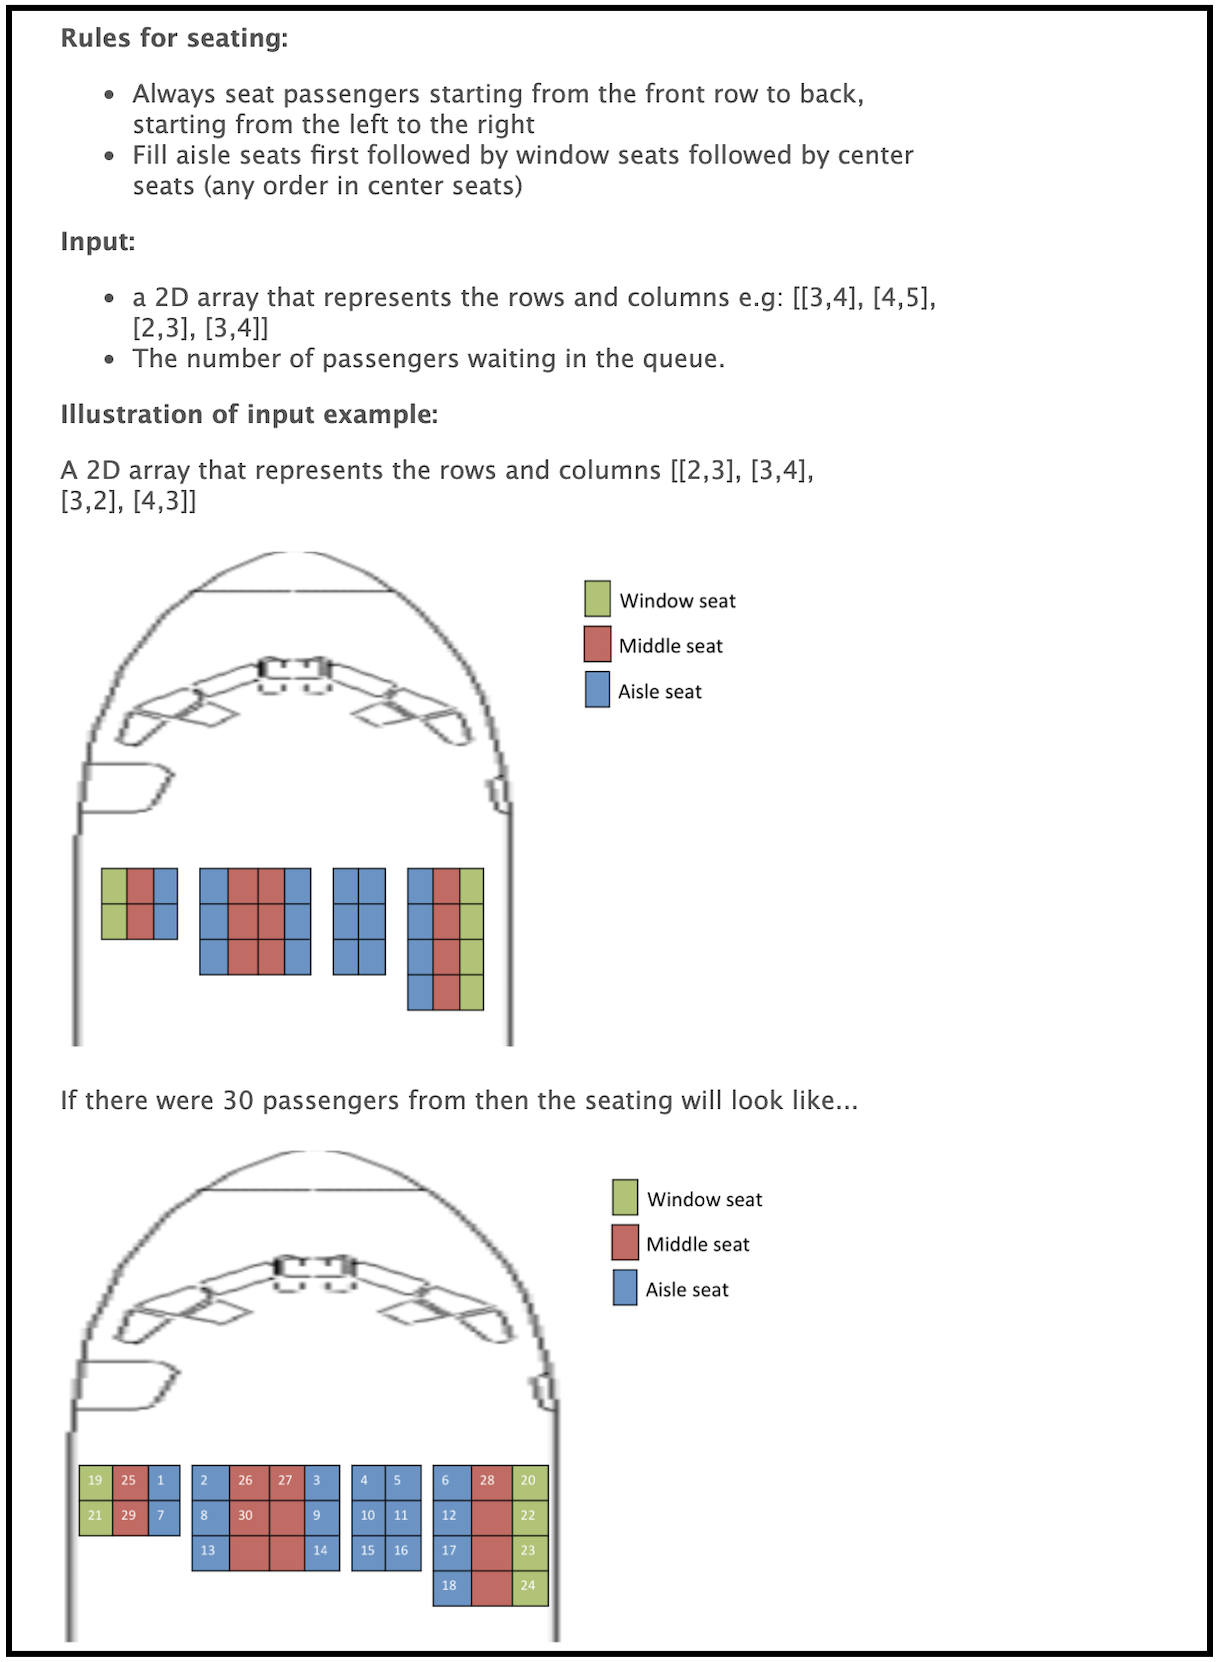 Rules for seating:
• Always seat passengers starting from the front row to back,
starting from the left to the right
• Fill aisle seats first followed by window seats followed by center
seats (any order in center seats)
Input:
• a 2D array that represents the rows and columns e.g: [[3,4], [4,5],
[2,3], [3,4]]
• The number of passengers waiting in the queue.
Illustration of input example:
A 2D array that represents the rows and columns [[2,3], [3,4],
[3,2], [4,3]]
Window seat
Middle seat
Aisle seat
If there were 30 passengers from then the seating will look like...
Window seat
Middle seat
Aisle seat
19 25 1 2 26 27 3 4 5 6 28 20
21 29 7 8 30 9 10 11 12 22
13 14 15 16 17 23
18 24